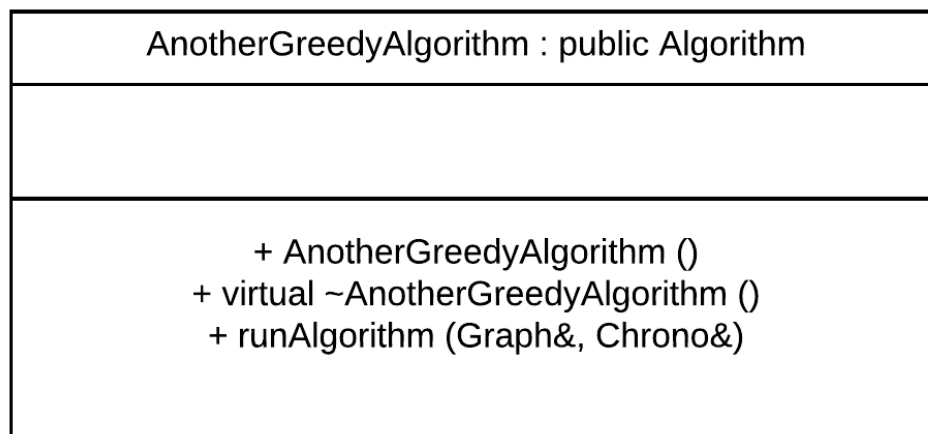 AnotherGreedyAlgorithm : public Algorithm
+ AnotherGreedyAlgorithm ()
+ virtual ~AnotherGreedyAlgorithm ()
+ runAlgorithm (Graph&, Chrono&)